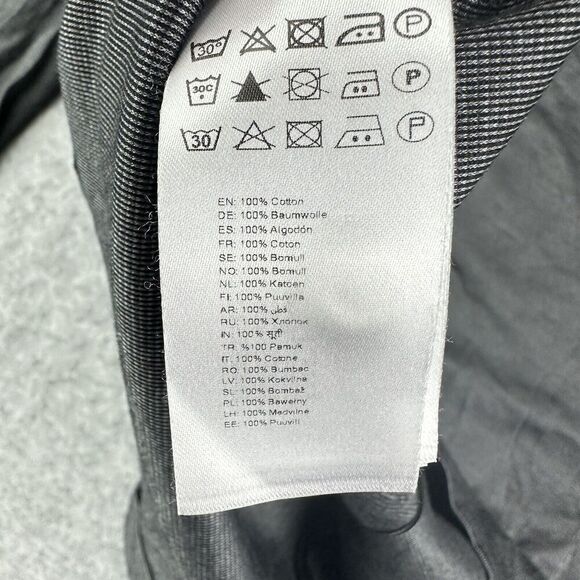 30° P
30C P
30 P
EN: 100% Cotton
DE: 100% Baumwolle
ES: 100% Algodón
FR: 100% Coton
SE: 100% Bomull
NO: 100% Bomull
NL: 100% Katoen
FI: 100% Puuvilla
AR: 100% قطن
RU: 100% Хлопок
IN: 100% सूती
TR: %100 Pamuk
IT: 100% Cotone
RO: 100% Bumbac
LV: 100% Kokvilna
SL: 100% Bombaž
PL: 100% Bawełny
LH: 100% Medvilne
EE: 100% Puuvill